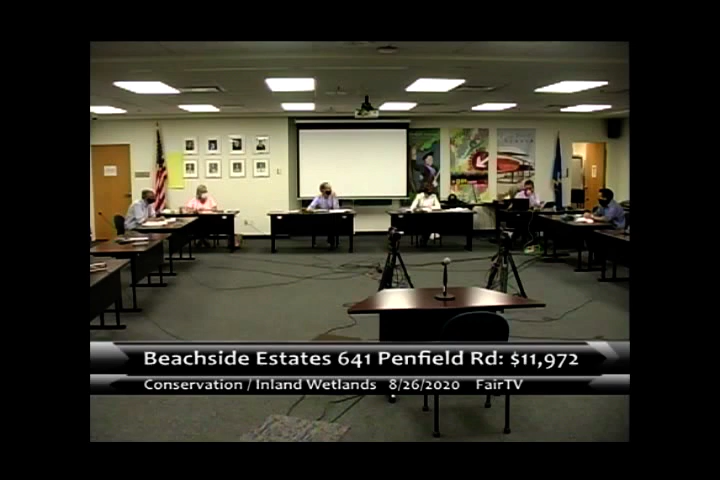 Beachside Estates 641 Penfield Rd: $11,972
Conservation / Inland Wetlands 8/26/2020 FairTV